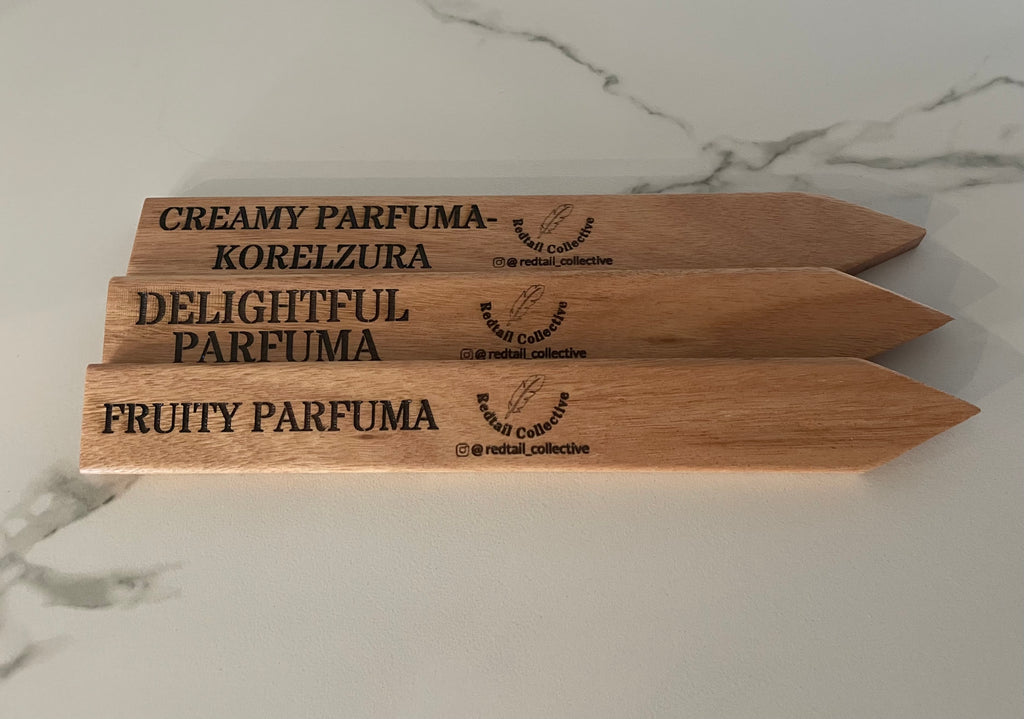 CREAMY PARFUMA-
KORELZURA
Redtail Collective
@redtail_collective
DELIGHTFUL
PARFUMA
Redtail Collective
@redtail_collective
FRUITY PARFUMA
Redtail Collective
@redtail_collective